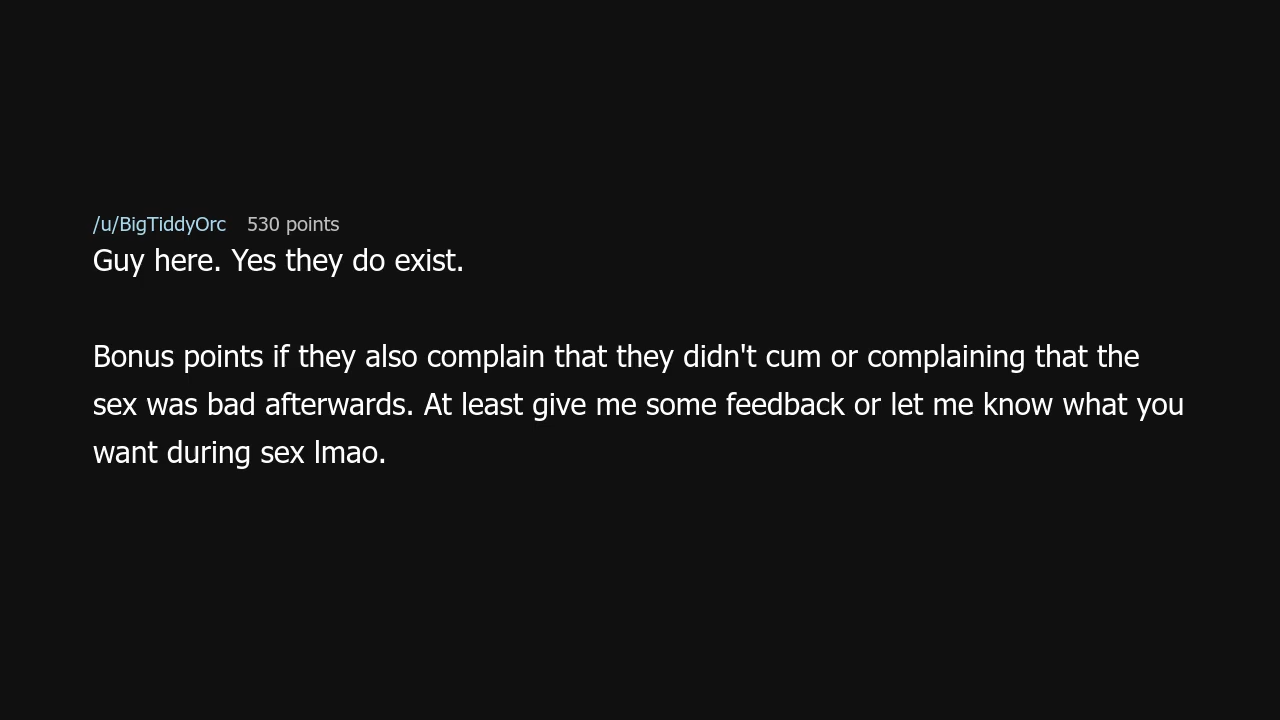 /u/BigTiddyOrc 530 points
Guy here. Yes they do exist.
Bonus points if they also complain that they didn't cum or complaining that the
sex was bad afterwards. At least give me some feedback or let me know what you
want during sex lmao.